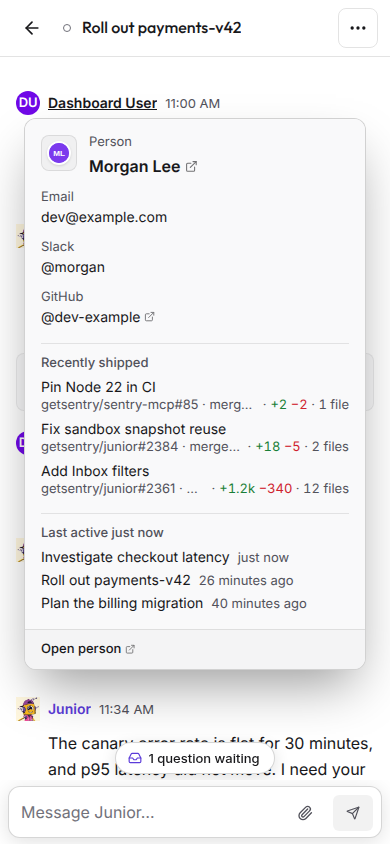 Roll out payments-v42
DU Dashboard User 11:00 AM
Person
ML Morgan Lee
Email
dev@example.com
Slack
@morgan
GitHub
@dev-example
Recently shipped
Pin Node 22 in CI
getsentry/sentry-mcp#85 · merg... · +2 −2 · 1 file
Fix sandbox snapshot reuse
getsentry/junior#2384 · merge... · +18 −5 · 2 files
Add Inbox filters
getsentry/junior#2361 · ... · +1.2k −340 · 12 files
Last active just now
Investigate checkout latency just now
Roll out payments-v42 26 minutes ago
Plan the billing migration 40 minutes ago
Open person
Junior 11:34 AM
The canary error rate is flat for 30 minutes,
1 question waiting
and p95 latency did not move. I need your
Message Junior...